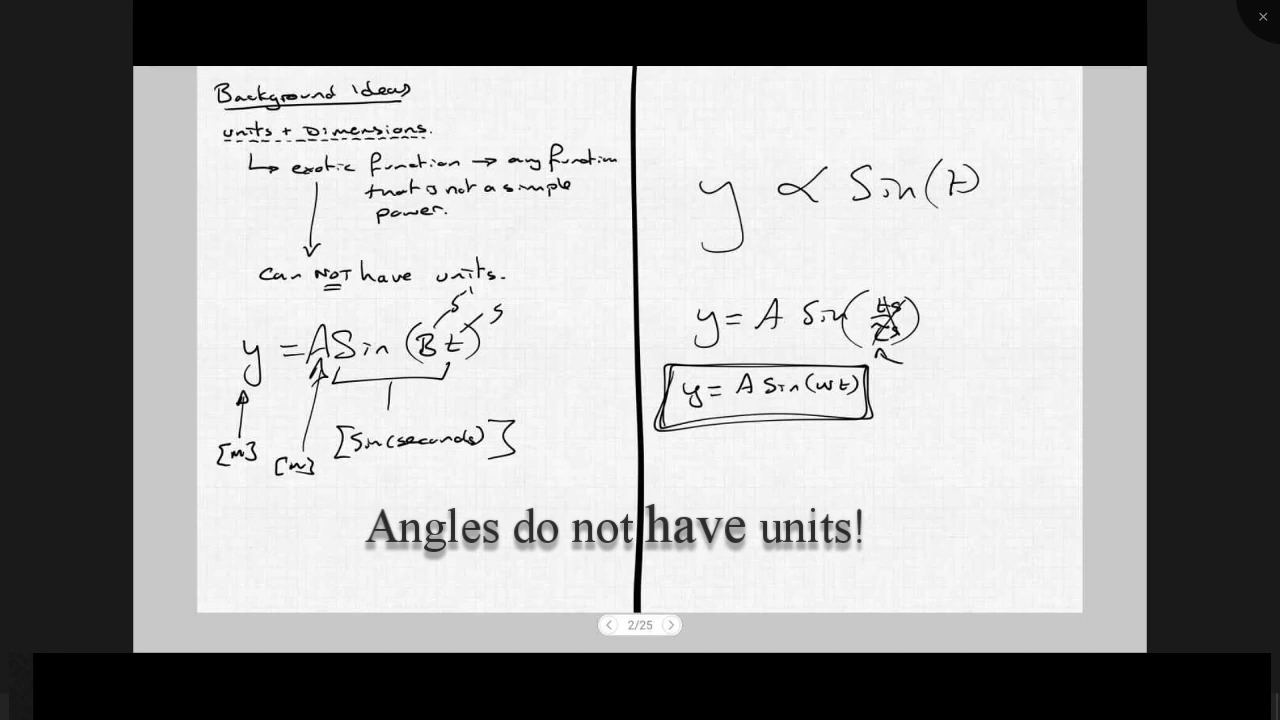 Background Ideas
units + Dimensions.
↳ exotic function → any function
that is not a simple
power.
can NOT have units.
s⁻¹ s
y = A Sin (Bt)
[m] [m] [Sin(seconds)]
y ∝ Sin(t)
y = A Sin(
y = A Sin(ωt)
Angles do not have units!
2/25